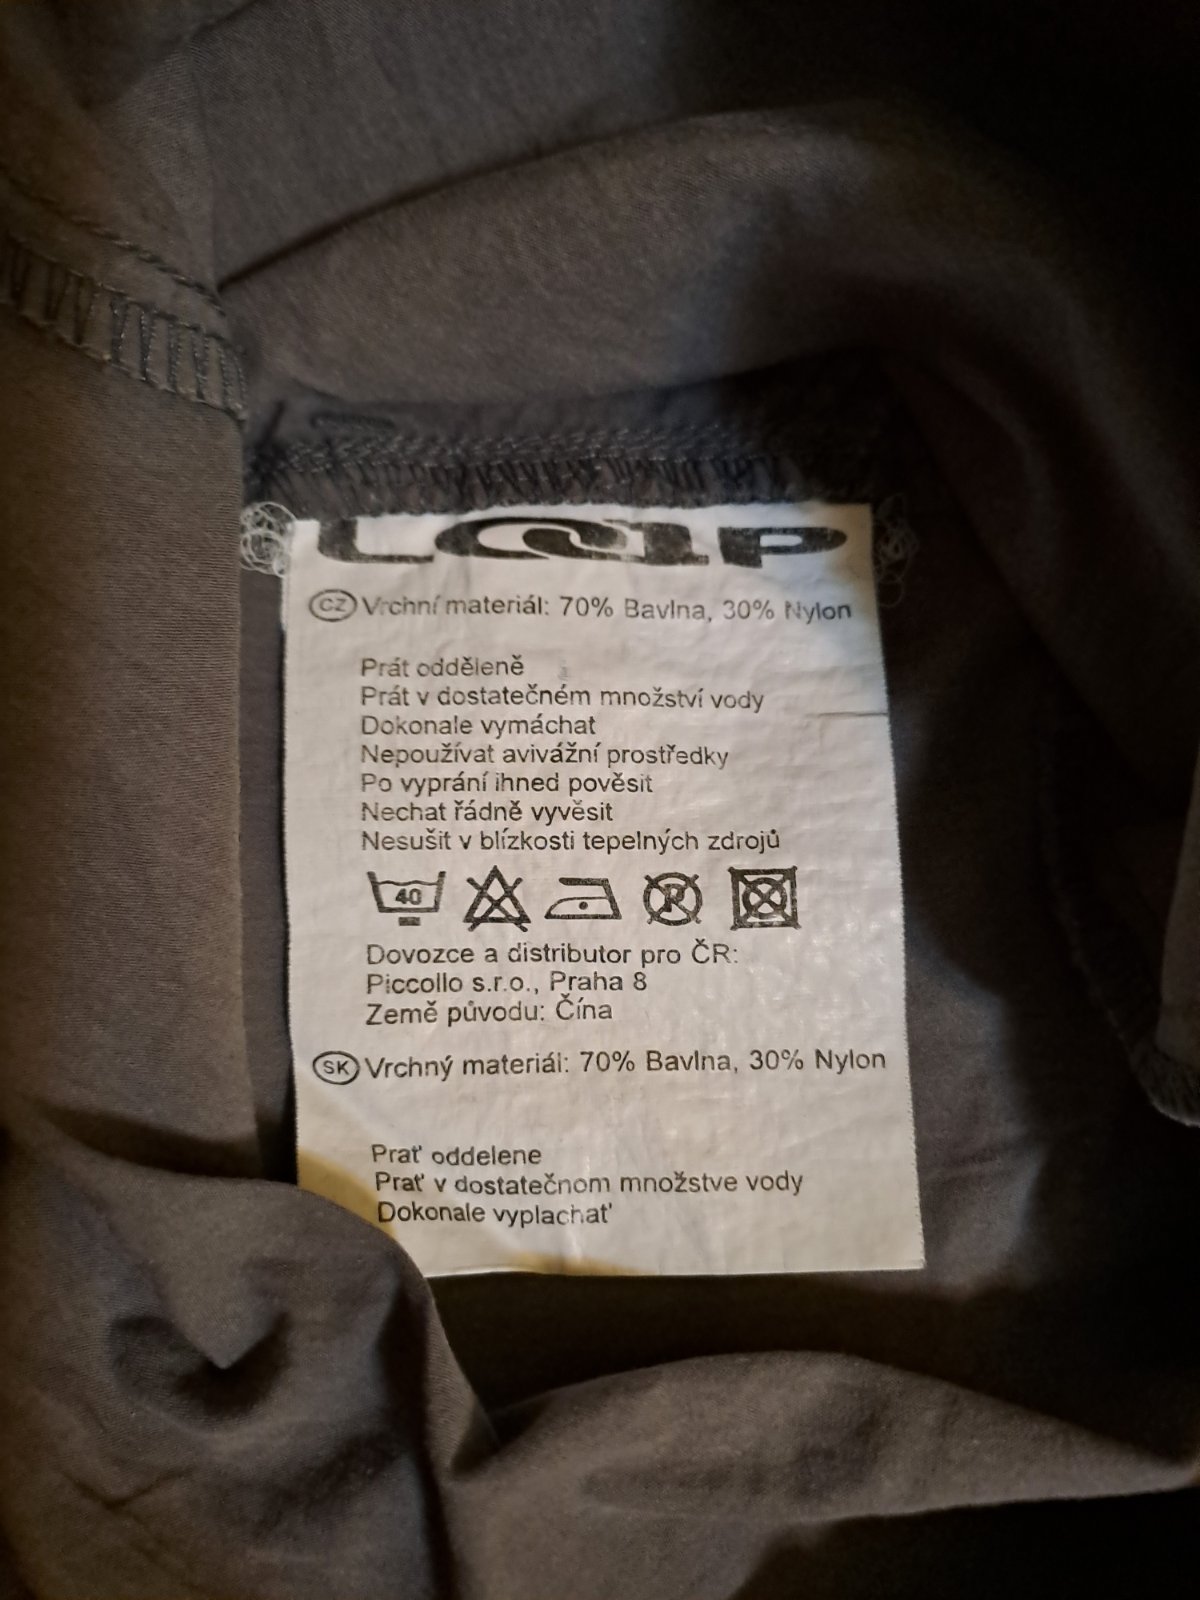 LOAP
CZ Vrchní materiál: 70% Bavlna, 30% Nylon
Prát odděleně
Prát v dostatečném množství vody
Dokonale vymáchat
Nepoužívat avivážní prostředky
Po vyprání ihned pověsit
Nechat řádně vyvěsit
Nesušit v blízkosti tepelných zdrojů
40 P
Dovozce a distributor pro ČR:
Piccollo s.r.o., Praha 8
Země původu: Čína
SK Vrchný materiál: 70% Bavlna, 30% Nylon
Prať oddelene
Prať v dostatečnom množstve vody
Dokonale vyplachať